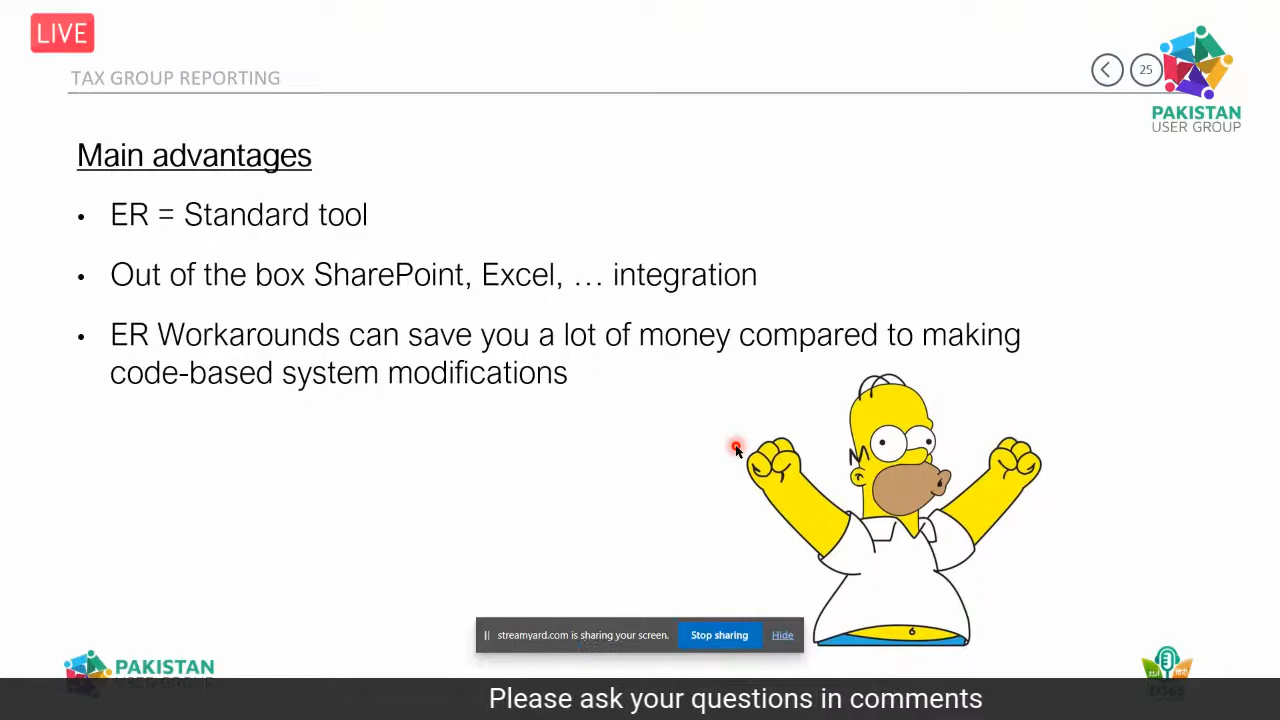 LIVE
TAX GROUP REPORTING
25
PAKISTAN
USER GROUP
Main advantages
• ER = Standard tool
• Out of the box SharePoint, Excel, … integration
• ER Workarounds can save you a lot of money compared to making
code-based system modifications
streamyard.com is sharing your screen. Stop sharing Hide
PAKISTAN
USER GROUP
Please ask your questions in comments